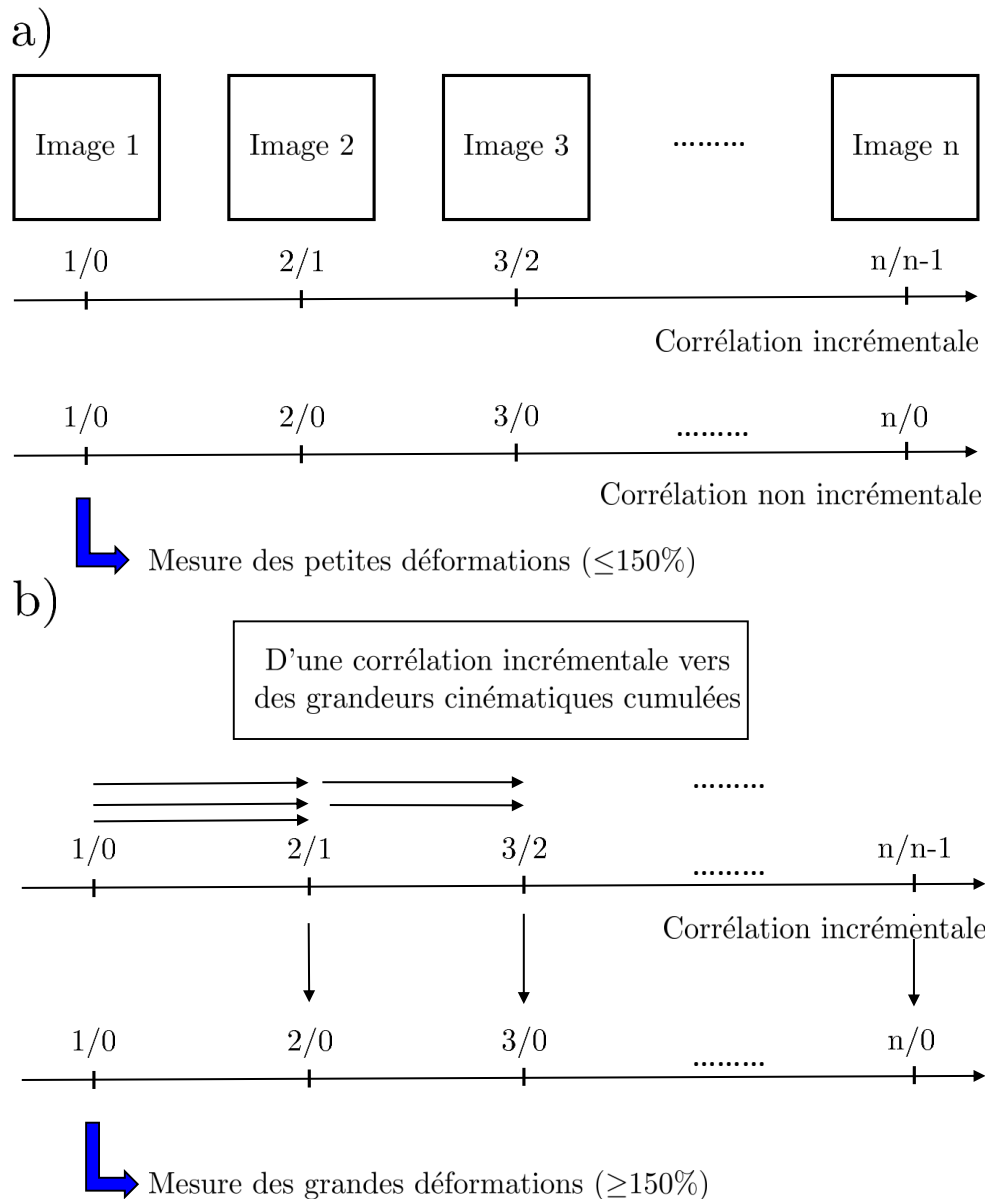 a)
Image 1 Image 2 Image 3 ......... Image n
1/0 2/1 3/2 n/n-1
Corrélation incrémentale
1/0 2/0 3/0 ......... n/0
Corrélation non incrémentale
Mesure des petites déformations (≤150%)
b)
D'une corrélation incrémentale vers
des grandeurs cinématiques cumulées
.........
1/0 2/1 3/2 ......... n/n-1
Corrélation incrémentale
1/0 2/0 3/0 ......... n/0
Mesure des grandes déformations (≥150%)